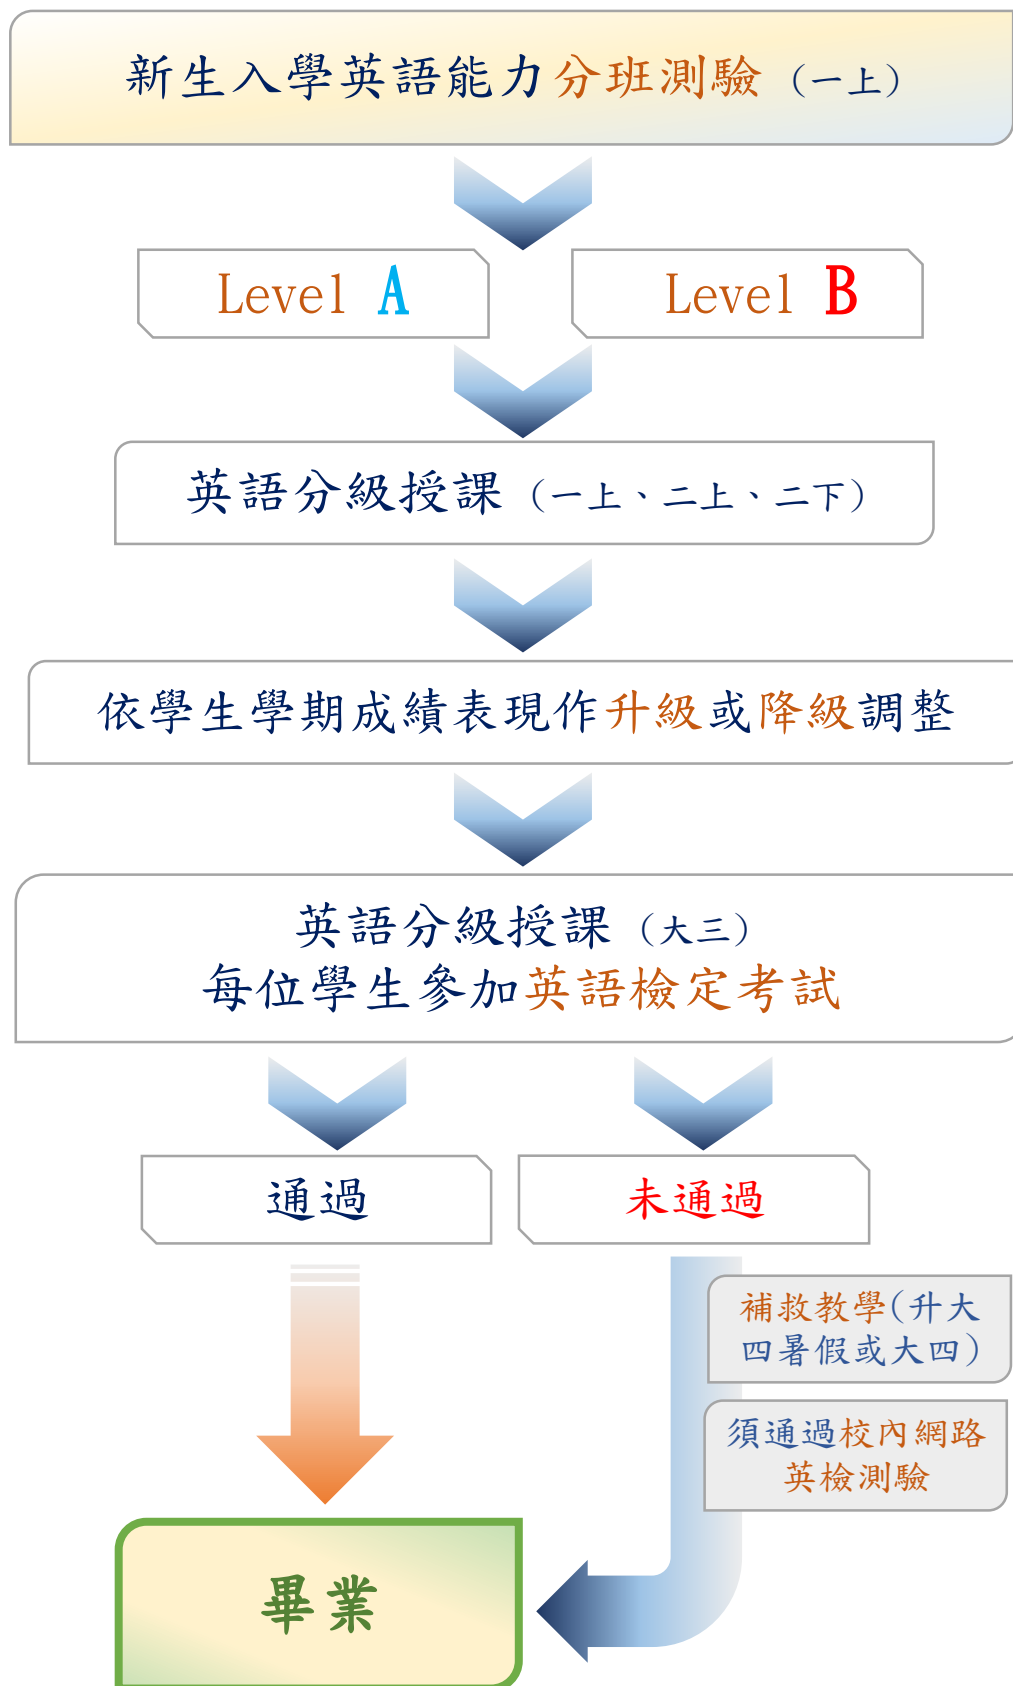 新生入學英語能力分班測驗（一上）
Level A
Level B
英語分級授課（一上、二上、二下）
依學生學期成績表現作升級或降級調整
英語分級授課（大三）
每位學生參加英語檢定考試
通過
未通過
補救教學(升大
四暑假或大四)
須通過校內網路
英檢測驗
畢業